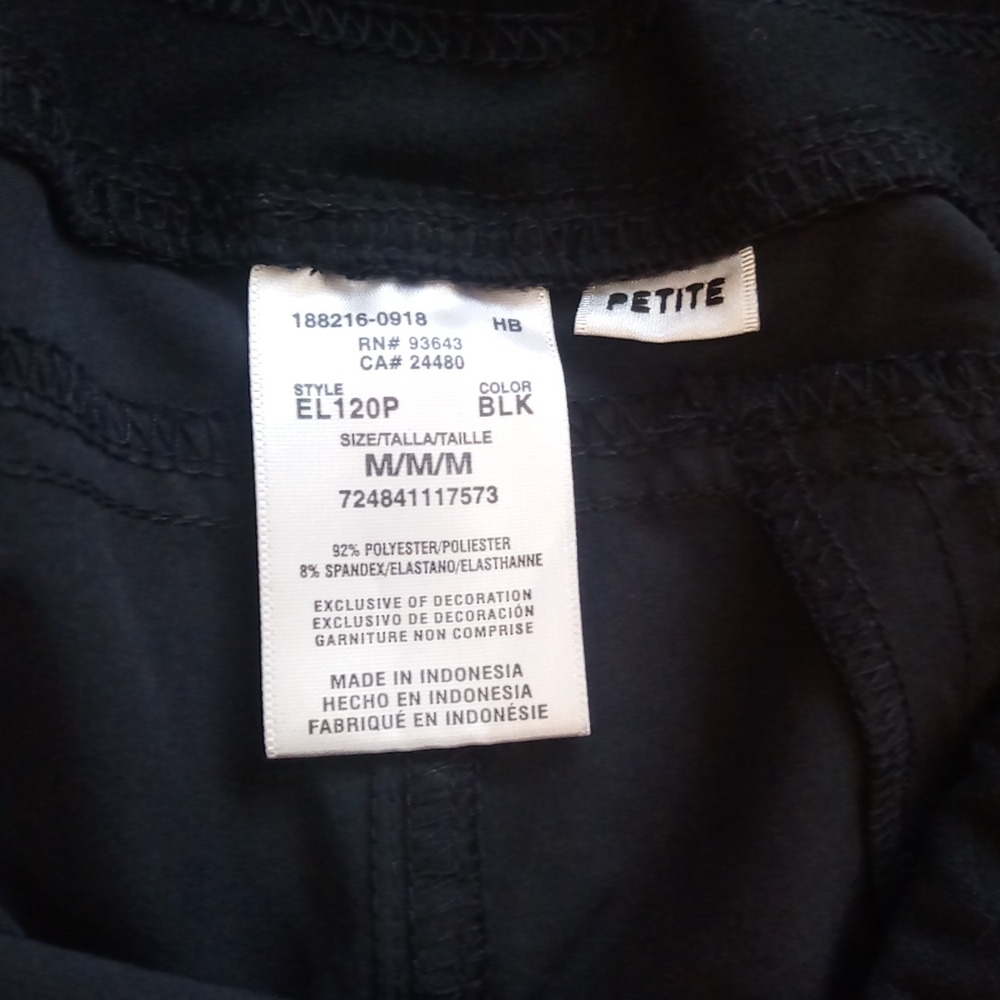 188216-0918 HB
RN# 93643
CA# 24480
STYLE COLOR
EL120P BLK
SIZE/TALLA/TAILLE
M/M/M
724841117573
92% POLYESTER/POLIESTER
8% SPANDEX/ELASTANO/ELASTHANNE
EXCLUSIVE OF DECORATION
EXCLUSIVO DE DECORACIÓN
GARNITURE NON COMPRISE
MADE IN INDONESIA
HECHO EN INDONESIA
FABRIQUÉ EN INDONÉSIE
PETITE